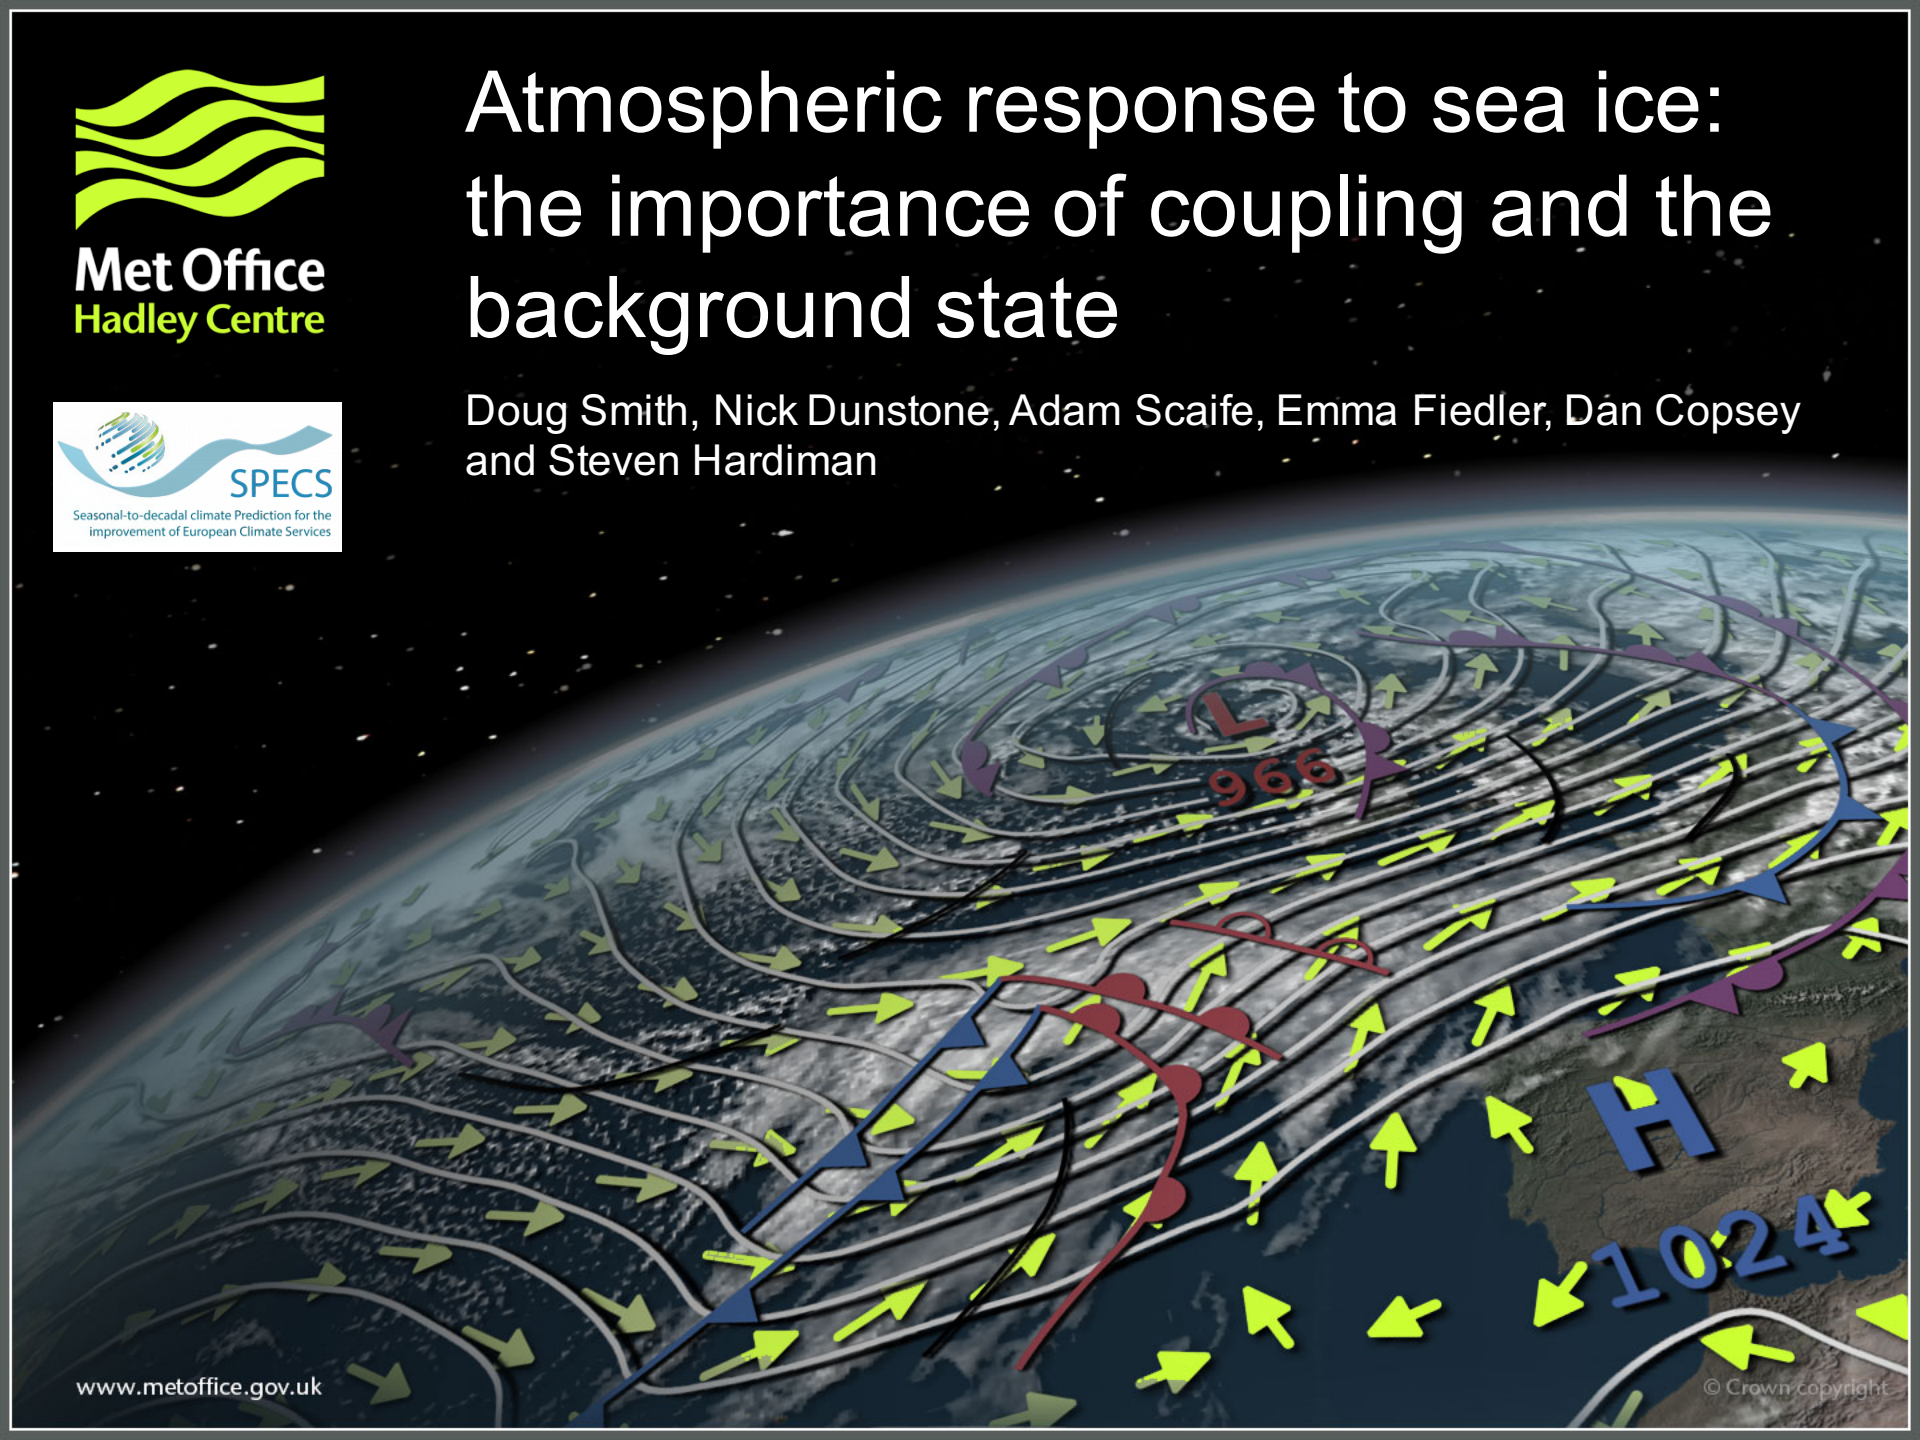 Atmospheric response to sea ice:
the importance of coupling and the
background state
Met Office
Hadley Centre
Doug Smith, Nick Dunstone, Adam Scaife, Emma Fiedler, Dan Copsey
and Steven Hardiman
SPECS
Seasonal-to-decadal climate Prediction for the
improvement of European Climate Services
L
966
H
1024
www.metoffice.gov.uk
© Crown copyright